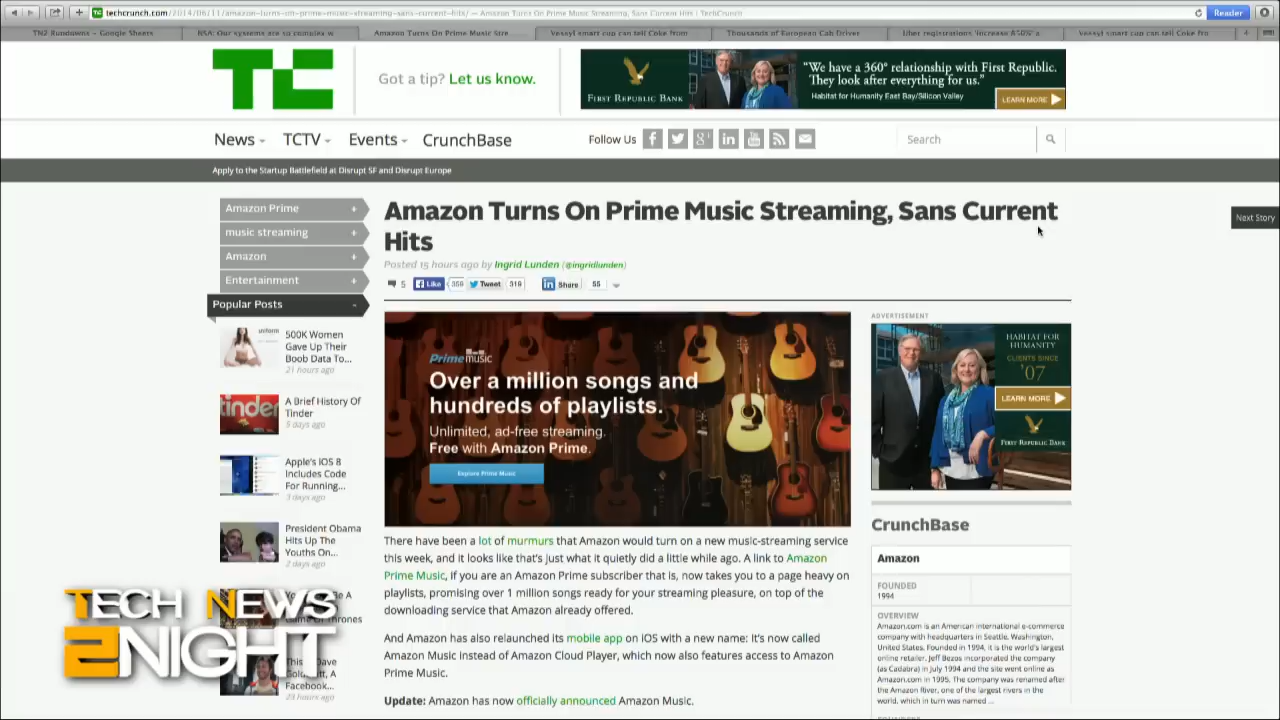 techcrunch.com/2014/06/11/amazon-turns-on-prime-music-streaming-sans-current-hits/ — Amazon Turns On Prime Music Streaming, Sans Current Hits | TechCrunch
Reader
TN2 Rundowns – Google Sheets
RSA: Our systems are so complex w
Amazon Turns On Prime Music Stre
Vessyl smart cup can tell Coke from
Thousands of European Cab Driver
Uber registrations 'increase 850%' a
Vessyl smart cup can tell Coke fro
TC
Got a tip? Let us know.
FIRST REPUBLIC BANK
"We have a 360° relationship with First Republic.
They look after everything for us."
Habitat for Humanity East Bay/Silicon Valley
LEARN MORE
News
TCTV
Events
CrunchBase
Follow Us
Search
Apply to the Startup Battlefield at Disrupt SF and Disrupt Europe
Amazon Prime +
music streaming +
Amazon +
Entertainment +
Popular Posts -
uniform
500K Women
Gave Up Their
Boob Data To...
21 hours ago
tinder
A Brief History Of
Tinder
5 days ago
Apple's iOS 8
Includes Code
For Running...
3 days ago
President Obama
Hits Up The
Youths On...
2 days ago
Facebook...
23 hours ago
TECH NEWS
2NIGHT
Amazon Turns On Prime Music Streaming, Sans Current
Hits
Posted 15 hours ago by Ingrid Lunden (@ingridlunden)
5
Like
359
Tweet
319
Share
55
Next Story
Prime music
Over a million songs and
hundreds of playlists.
Unlimited, ad-free streaming.
Free with Amazon Prime.
Explore Prime Music
There have been a lot of murmurs that Amazon would turn on a new music-streaming service
this week, and it looks like that's just what it quietly did a little while ago. A link to Amazon
Prime Music, if you are an Amazon Prime subscriber that is, now takes you to a page heavy on
playlists, promising over 1 million songs ready for your streaming pleasure, on top of the
downloading service that Amazon already offered.
And Amazon has also relaunched its mobile app on iOS with a new name: It's now called
Amazon Music instead of Amazon Cloud Player, which now also features access to Amazon
Prime Music.
Update: Amazon has now officially announced Amazon Music.
ADVERTISEMENT
HABITAT FOR
HUMANITY
CLIENTS SINCE
'07
LEARN MORE
FIRST REPUBLIC BANK
CrunchBase
Amazon
FOUNDED
1994
OVERVIEW
Amazon.com is an American international e-commerce
company with headquarters in Seattle, Washington,
United States. Founded in 1994, it is the world's largest
online retailer. Jeff Bezos incorporated the company
(as Cadabra) in July 1994 and the site went online as
Amazon.com in 1995. The company was renamed after
the Amazon River, one of the largest rivers in the
world, which in turn was named ...